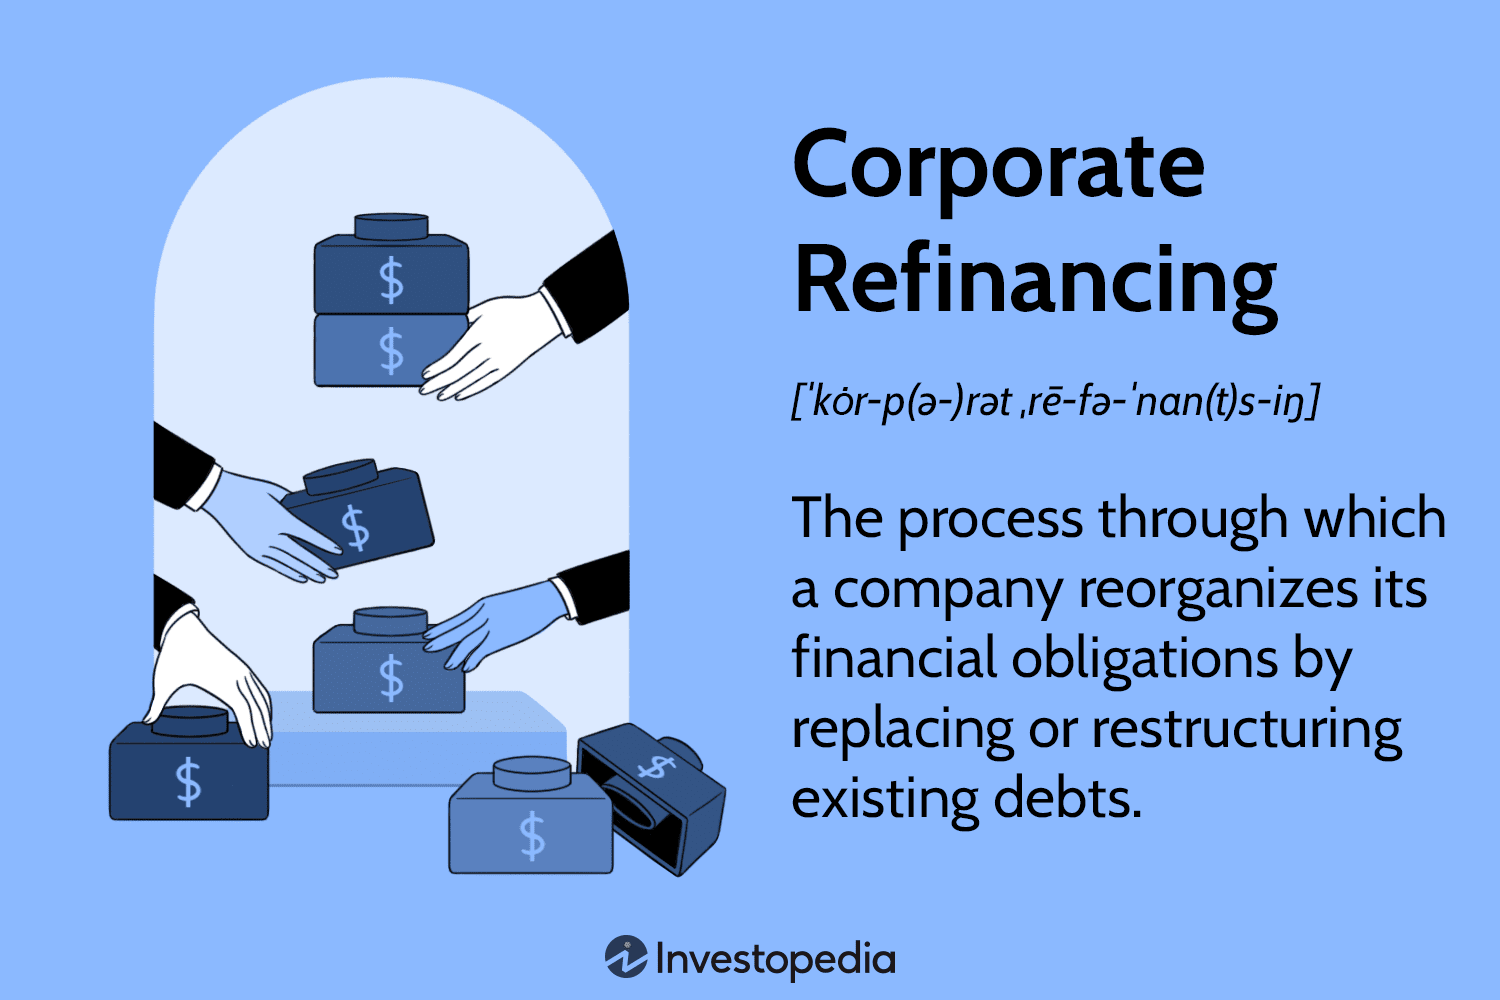 $
$
$
$
$
$
$
Corporate
Refinancing
[ˈkȯr-p(ə-)rət ˌrē-fə-ˈnan(t)s-iŋ]
The process through which
a company reorganizes its
financial obligations by
replacing or restructuring
existing debts.
Investopedia